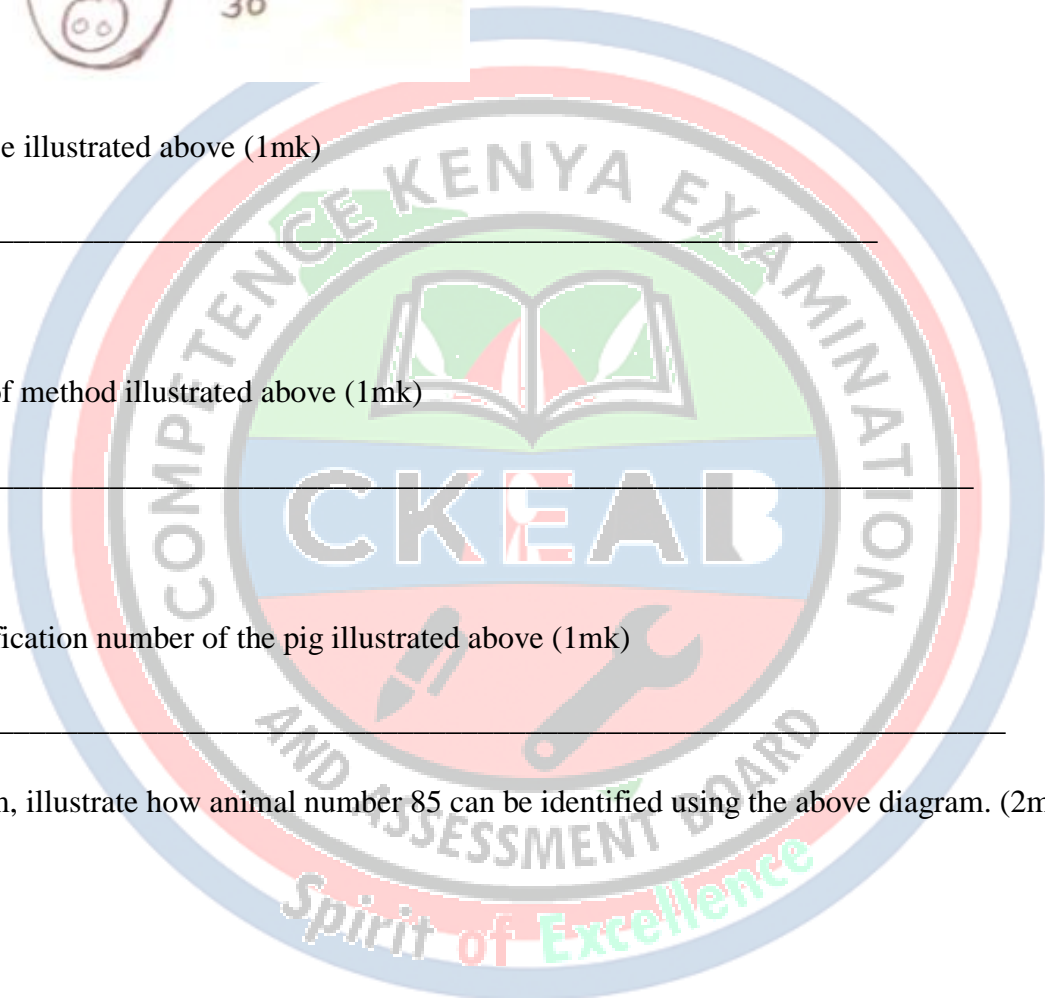 30
e illustrated above (1mk)
of method illustrated above (1mk)
fication number of the pig illustrated above (1mk)
, illustrate how animal number 85 can be identified using the above diagram. (2m
COMPETENCE KENYA EXAMINATION
CKEAB
AND ASSESSMENT BOARD
Spirit of Excellence